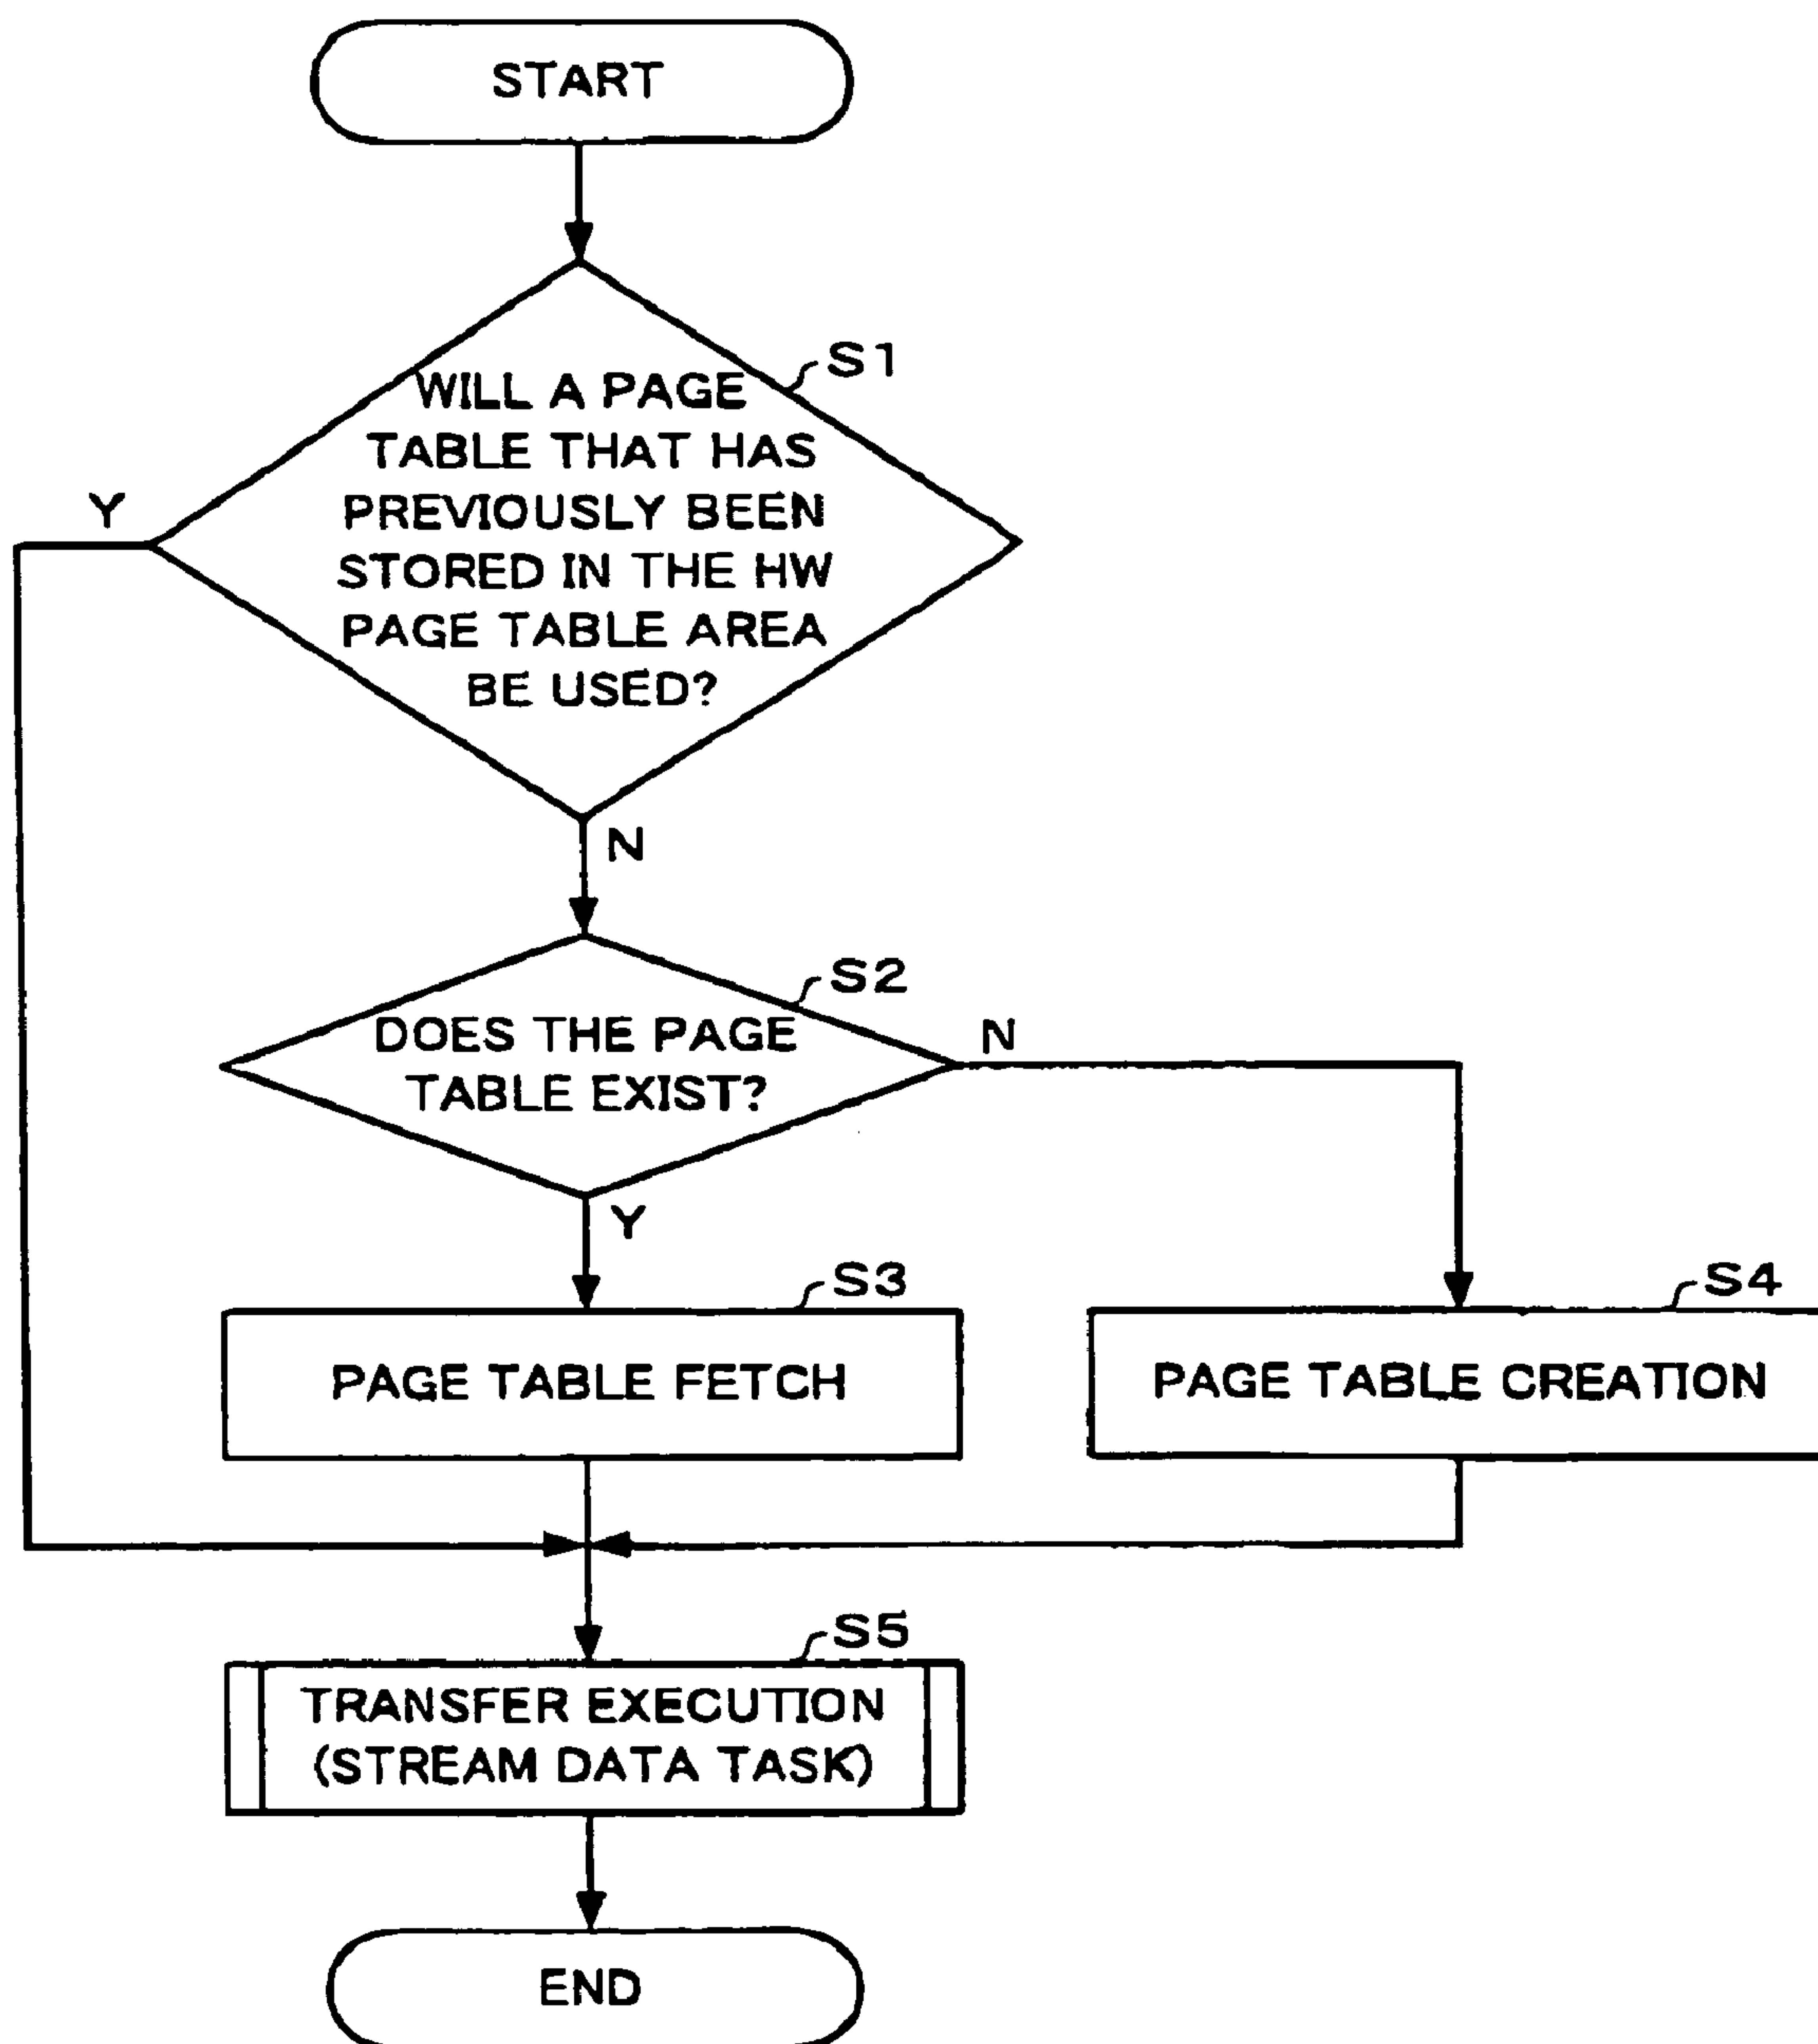 START
S1
WILL A PAGE
TABLE THAT HAS
PREVIOUSLY BEEN
STORED IN THE HW
PAGE TABLE AREA
BE USED?
Y
N
S2
DOES THE PAGE
TABLE EXIST?
N
Y
S3
PAGE TABLE FETCH
S4
PAGE TABLE CREATION
S5
TRANSFER EXECUTION
(STREAM DATA TASK)
END